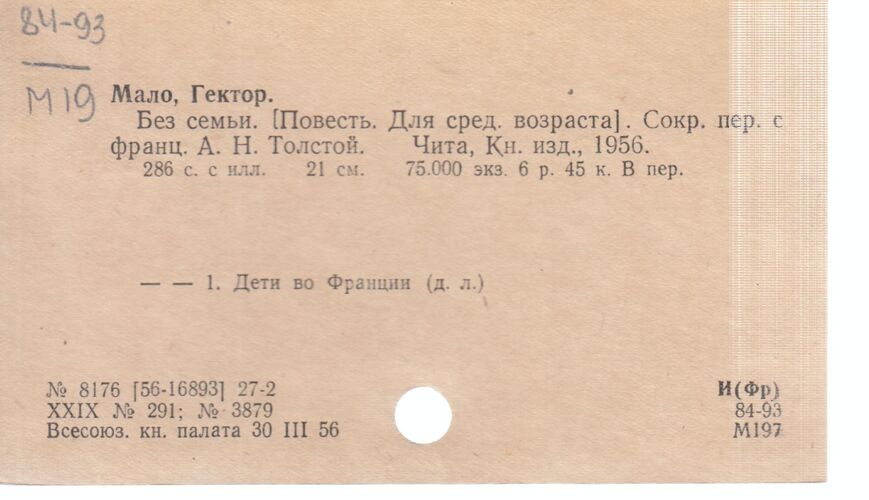 84-93
М19
Мало, Гектор.
Без семьи. [Повесть. Для сред. возраста]. Сокр. пер. с
франц. А. Н. Толстой. Чита, Кн. изд., 1956.
286 с. с илл. 21 см. 75.000 экз. 6 р. 45 к. В пер.
— — 1. Дети во Франции (д. л.)
№ 8176 [56-16893] 27-2
XXIX № 291; № 3879
Всесоюз. кн. палата 30 III 56
И(Фр)
84-93
М197